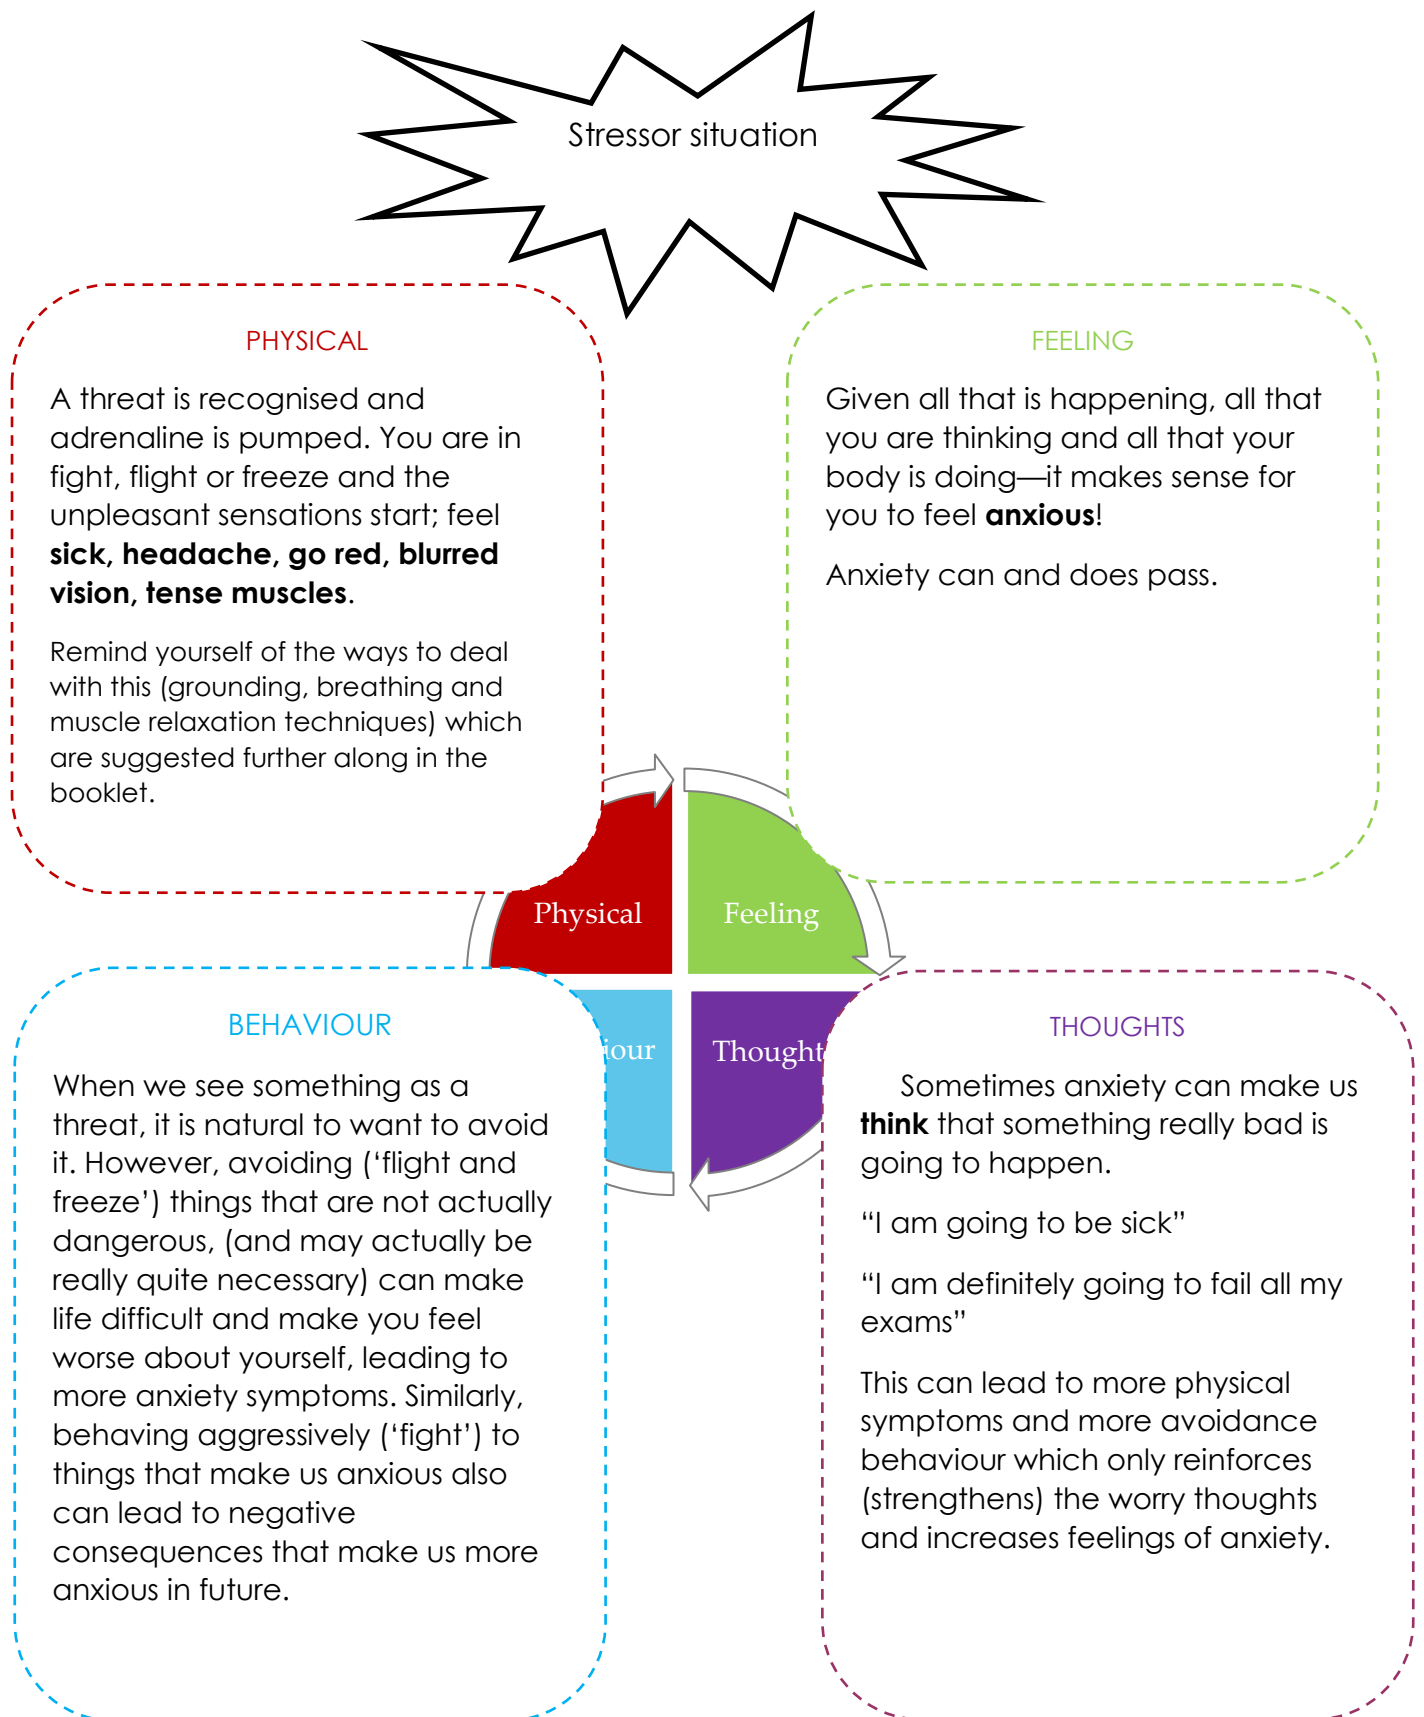 Stressor situation
PHYSICAL
A threat is recognised and
adrenaline is pumped. You are in
fight, flight or freeze and the
unpleasant sensations start; feel
sick, headache, go red, blurred
vision, tense muscles.
Remind yourself of the ways to deal
with this (grounding, breathing and
muscle relaxation techniques) which
are suggested further along in the
booklet.
FEELING
Given all that is happening, all that
you are thinking and all that your
body is doing—it makes sense for
you to feel anxious!
Anxiety can and does pass.
Physical
Feeling
iour
Thought
BEHAVIOUR
When we see something as a
threat, it is natural to want to avoid
it. However, avoiding (‘flight and
freeze’) things that are not actually
dangerous, (and may actually be
really quite necessary) can make
life difficult and make you feel
worse about yourself, leading to
more anxiety symptoms. Similarly,
behaving aggressively (‘fight’) to
things that make us anxious also
can lead to negative
consequences that make us more
anxious in future.
THOUGHTS
Sometimes anxiety can make us
think that something really bad is
going to happen.
“I am going to be sick”
“I am definitely going to fail all my
exams”
This can lead to more physical
symptoms and more avoidance
behaviour which only reinforces
(strengthens) the worry thoughts
and increases feelings of anxiety.